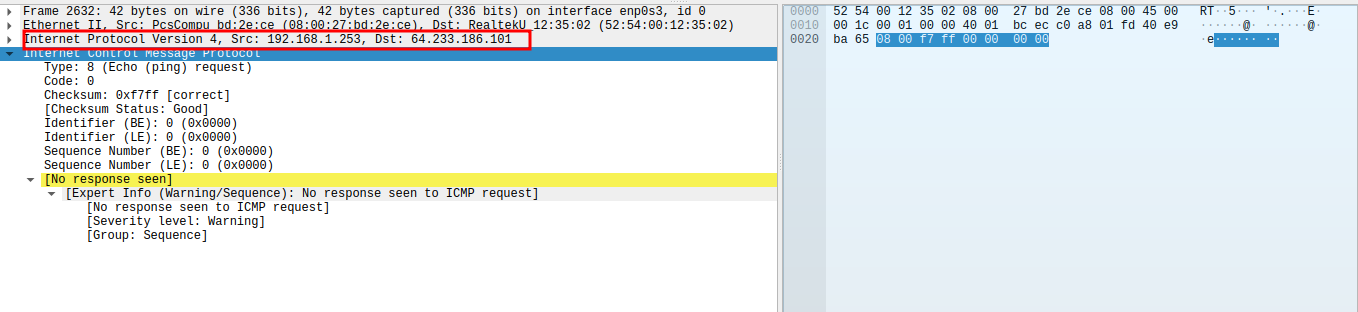 Frame 2632: 42 bytes on wire (336 bits), 42 bytes captured (336 bits) on interface enp0s3, id 0
Ethernet II, Src: PcsCompu_bd:2e:ce (08:00:27:bd:2e:ce), Dst: RealtekU_12:35:02 (52:54:00:12:35:02)
Internet Protocol Version 4, Src: 192.168.1.253, Dst: 64.233.186.101
Internet Control Message Protocol
Type: 8 (Echo (ping) request)
Code: 0
Checksum: 0xf7ff [correct]
[Checksum Status: Good]
Identifier (BE): 0 (0x0000)
Identifier (LE): 0 (0x0000)
Sequence Number (BE): 0 (0x0000)
Sequence Number (LE): 0 (0x0000)
[No response seen]
[Expert Info (Warning/Sequence): No response seen to ICMP request]
[No response seen to ICMP request]
[Severity level: Warning]
[Group: Sequence]
0000 52 54 00 12 35 02 08 00 27 bd 2e ce 08 00 45 00 RT··5··· '·.···E·
0010 00 1c 00 01 00 00 40 01 bc ec c0 a8 01 fd 40 e9 ······@· ······@·
0020 ba 65 08 00 f7 ff 00 00 00 00 ·e······ ··